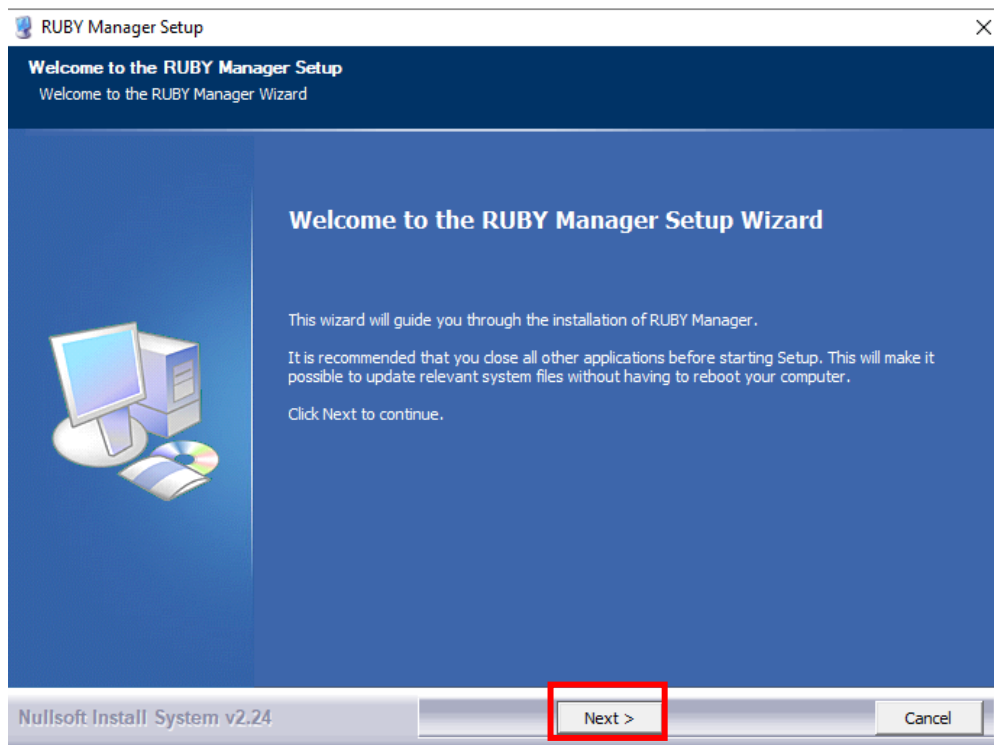 RUBY Manager Setup
Welcome to the RUBY Manager Setup
Welcome to the RUBY Manager Wizard
Welcome to the RUBY Manager Setup Wizard
This wizard will guide you through the installation of RUBY Manager.
It is recommended that you close all other applications before starting Setup. This will make it
possible to update relevant system files without having to reboot your computer.
Click Next to continue.
Nullsoft Install System v2.24
Next >
Cancel